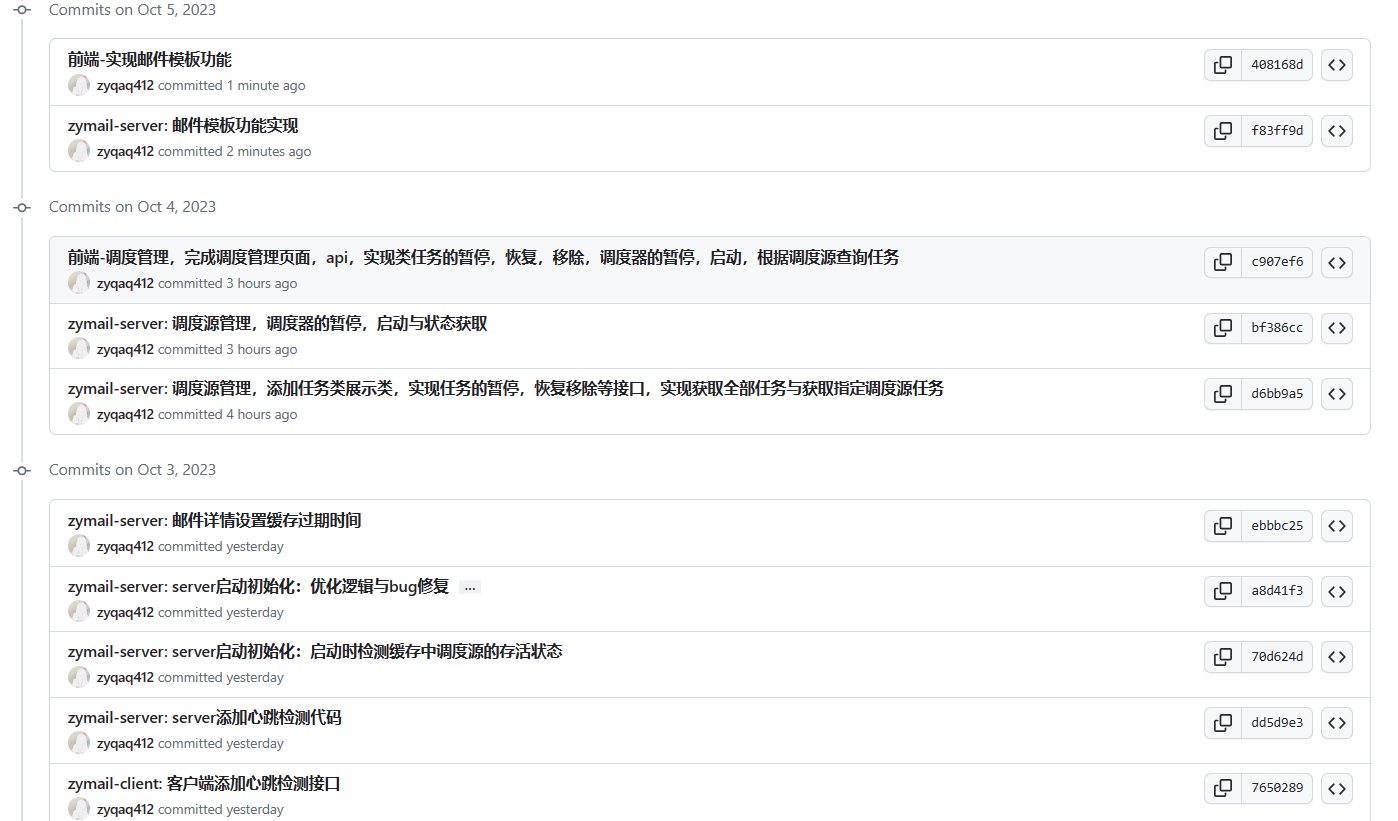 Commits on Oct 5, 2023
前端-实现邮件模板功能
408168d
zyqaq412 committed 1 minute ago
zymail-server: 邮件模板功能实现
f83ff9d
zyqaq412 committed 2 minutes ago
Commits on Oct 4, 2023
前端-调度管理，完成调度管理页面，api，实现类任务的暂停，恢复，移除，调度器的暂停，启动，根据调度源查询任务
c907ef6
zyqaq412 committed 3 hours ago
zymail-server: 调度源管理，调度器的暂停，启动与状态获取
bf386cc
zyqaq412 committed 3 hours ago
zymail-server: 调度源管理，添加任务类展示类，实现任务的暂停，恢复移除等接口，实现获取全部任务与获取指定调度源任务
d6bb9a5
zyqaq412 committed 4 hours ago
Commits on Oct 3, 2023
zymail-server: 邮件详情设置缓存过期时间
ebbbc25
zyqaq412 committed yesterday
zymail-server: server启动初始化：优化逻辑与bug修复 …
a8d41f3
zyqaq412 committed yesterday
zymail-server: server启动初始化：启动时检测缓存中调度源的存活状态
70d624d
zyqaq412 committed yesterday
zymail-server: server添加心跳检测代码
dd5d9e3
zyqaq412 committed yesterday
zymail-client: 客户端添加心跳检测接口
7650289
zyqaq412 committed yesterday